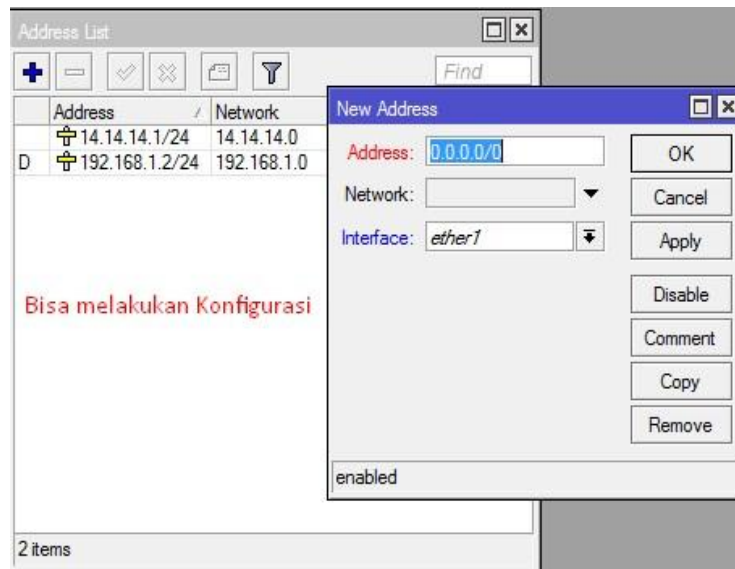 Address List
Find
Address / Network
14.14.14.1/24 14.14.14.0
D 192.168.1.2/24 192.168.1.0
Bisa melakukan Konfigurasi
2 items
New Address
Address: 0.0.0.0/0
Network:
Interface: ether1
OK
Cancel
Apply
Disable
Comment
Copy
Remove
enabled